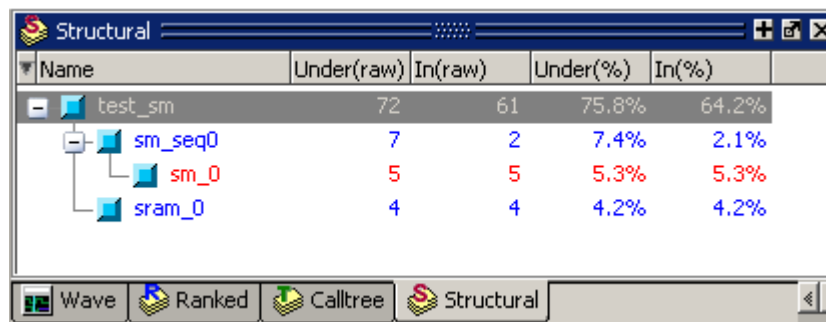 Structural
Name Under(raw) In(raw) Under(%) In(%)
test_sm 72 61 75.8% 64.2%
sm_seq0 7 2 7.4% 2.1%
sm_0 5 5 5.3% 5.3%
sram_0 4 4 4.2% 4.2%
Wave Ranked Calltree Structural